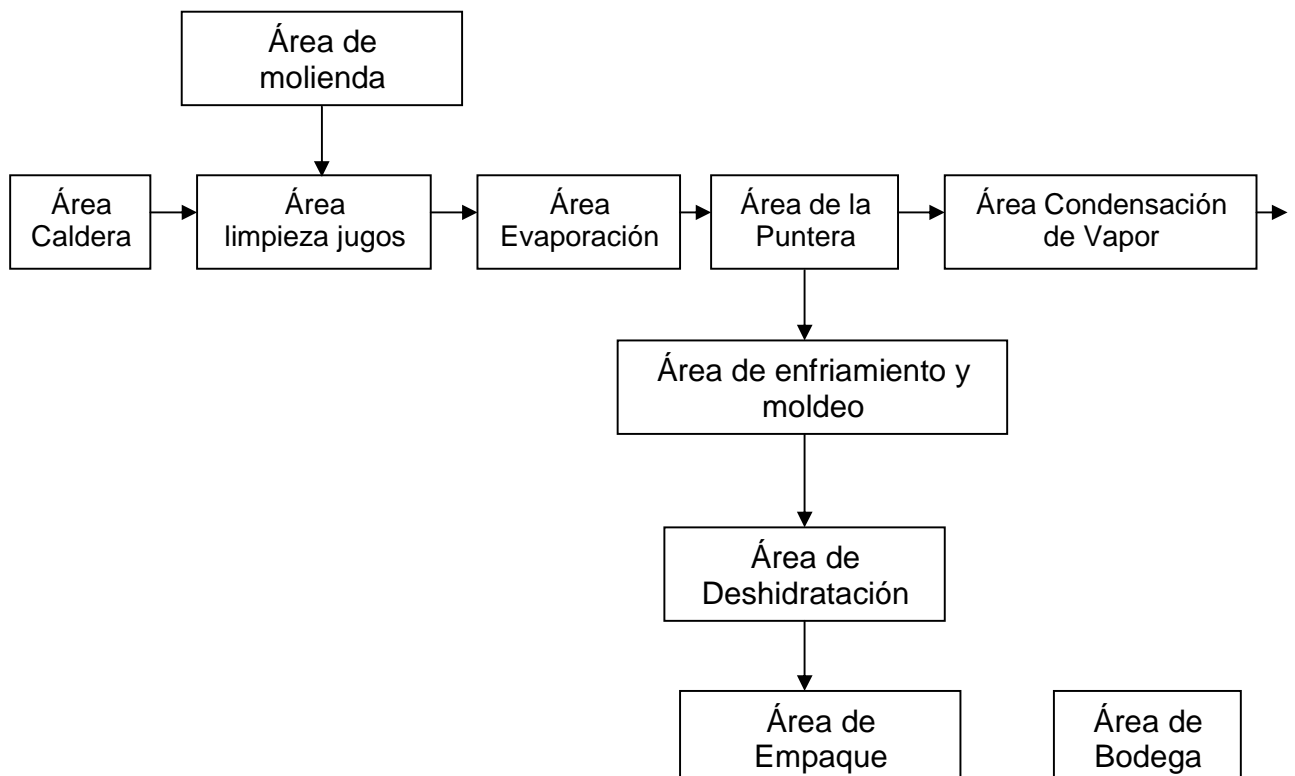 Área de
molienda
Área
Caldera
Área
limpieza jugos
Área
Evaporación
Área de la
Puntera
Área Condensación
de Vapor
Área de enfriamiento y
moldeo
Área de
Deshidratación
Área de
Empaque
Área de
Bodega